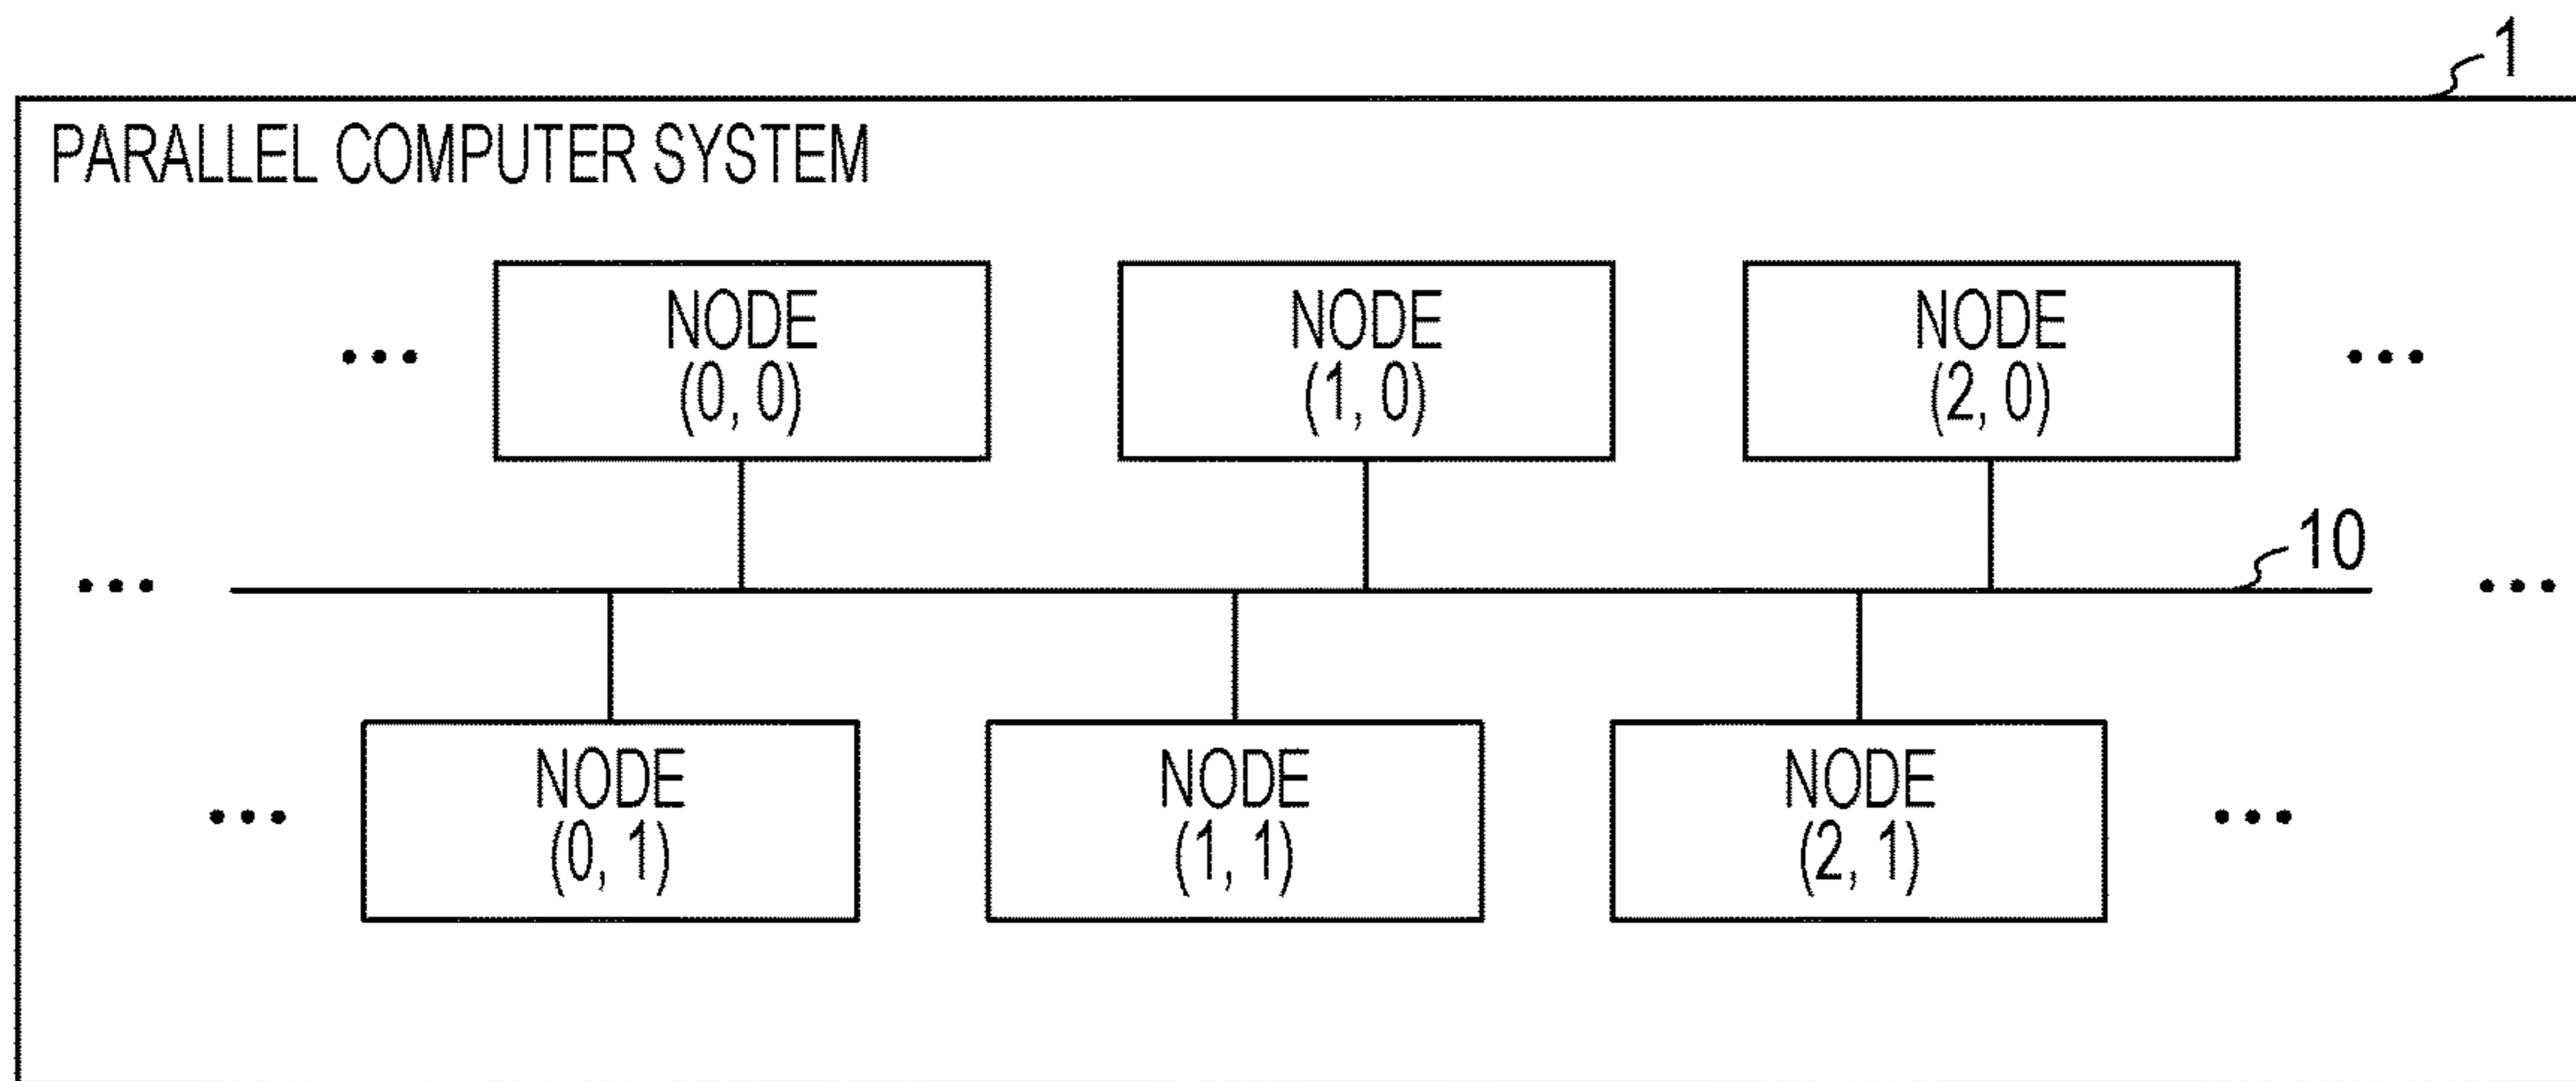 1
PARALLEL COMPUTER SYSTEM
NODE
(0, 0)
NODE
(1, 0)
NODE
(2, 0)
...
...
10
...
...
NODE
(0, 1)
NODE
(1, 1)
NODE
(2, 1)
...
...